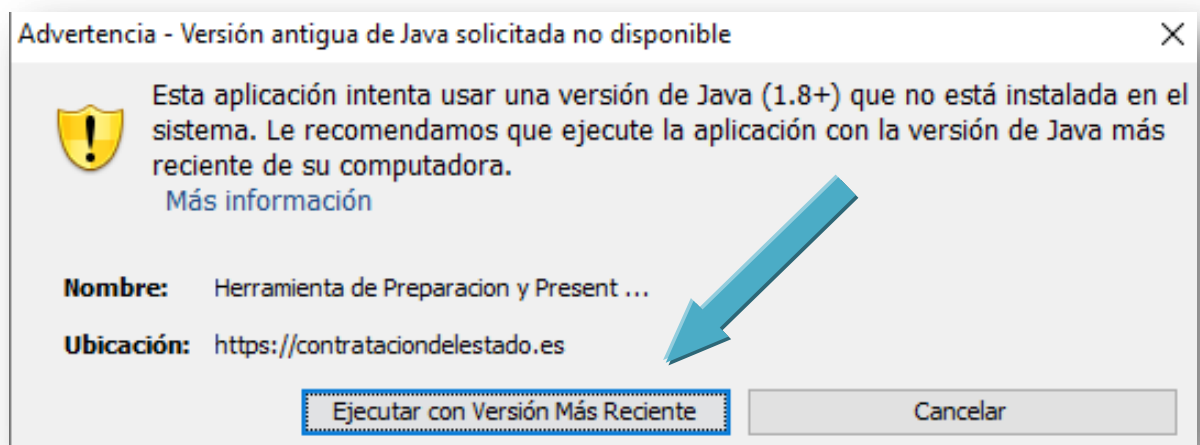 Advertencia - Versión antigua de Java solicitada no disponible
Esta aplicación intenta usar una versión de Java (1.8+) que no está instalada en el
sistema. Le recomendamos que ejecute la aplicación con la versión de Java más
reciente de su computadora.
Más información
Nombre: Herramienta de Preparacion y Present ...
Ubicación: https://contrataciondelestado.es
Ejecutar con Versión Más Reciente Cancelar